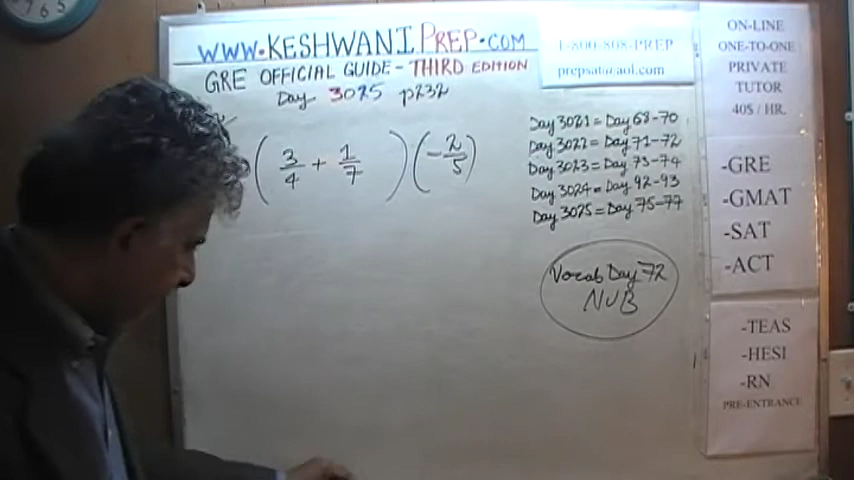 WWW.KESHWANIPREP.COM
GRE OFFICIAL GUIDE - THIRD EDITION
Day 3025 p232
1-800-808-PREP
prepsat@aol.com
(3/4 + 1/7)(-2/5)
Day 3021 = Day 68-70
Day 3022 = Day 71-72
Day 3023 = Day 73-74
Day 3024 = Day 92-93
Day 3025 = Day 75-77
Vocab Day 72
NUB
ON-LINE
ONE-TO-ONE
PRIVATE
TUTOR
40$ / HR.
-GRE
-GMAT
-SAT
-ACT
-TEAS
-HESI
-RN
PRE-ENTRANCE
7 6 5